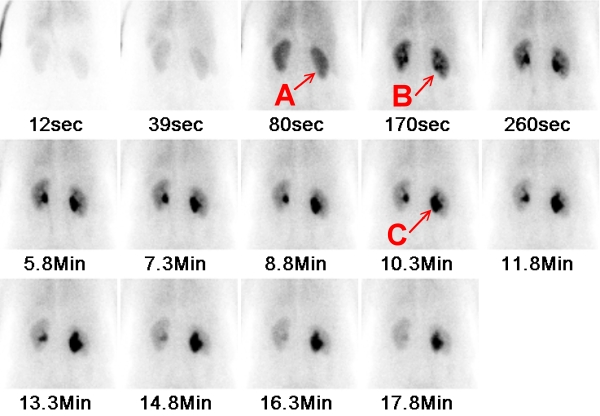 A
B
12sec 39sec 80sec 170sec 260sec
C
5.8Min 7.3Min 8.8Min 10.3Min 11.8Min
13.3Min 14.8Min 16.3Min 17.8Min